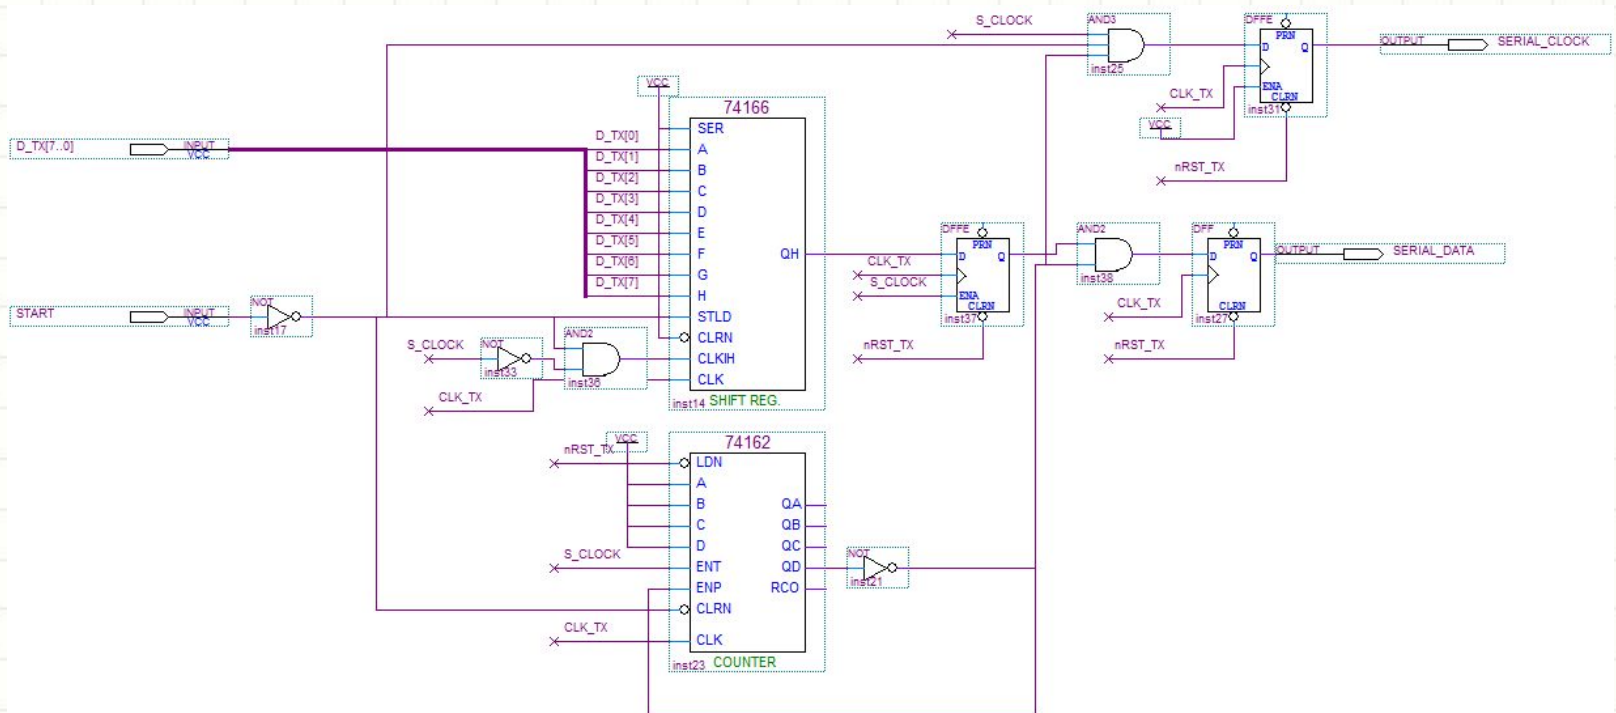 S_CLOCK
AND3
inst25
DFFE
PRN
D
Q
ENA
CLRN
inst31
OUTPUT
SERIAL_CLOCK
CLK_TX
VCC
nRST_TX
VCC
74166
D_TX[7..0]
INPUT
VCC
D_TX[0]
D_TX[1]
D_TX[2]
D_TX[3]
D_TX[4]
D_TX[5]
D_TX[6]
D_TX[7]
SER
A
B
C
D
E
F
G
H
STLD
CLRN
CLKIH
CLK
QH
inst14 SHIFT REG.
START
INPUT
VCC
NOT
inst17
S_CLOCK
NOT
inst33
AND2
inst36
CLK_TX
DFFE
PRN
D
Q
ENA
CLRN
inst37
CLK_TX
S_CLOCK
nRST_TX
AND2
inst38
DFF
PRN
D
Q
CLRN
inst27
CLK_TX
nRST_TX
OUTPUT
SERIAL_DATA
74162
VCC
nRST_TX
LDN
A
B
C
D
ENT
ENP
CLRN
CLK
QA
QB
QC
QD
RCO
S_CLOCK
CLK_TX
inst23 COUNTER
NOT
inst21